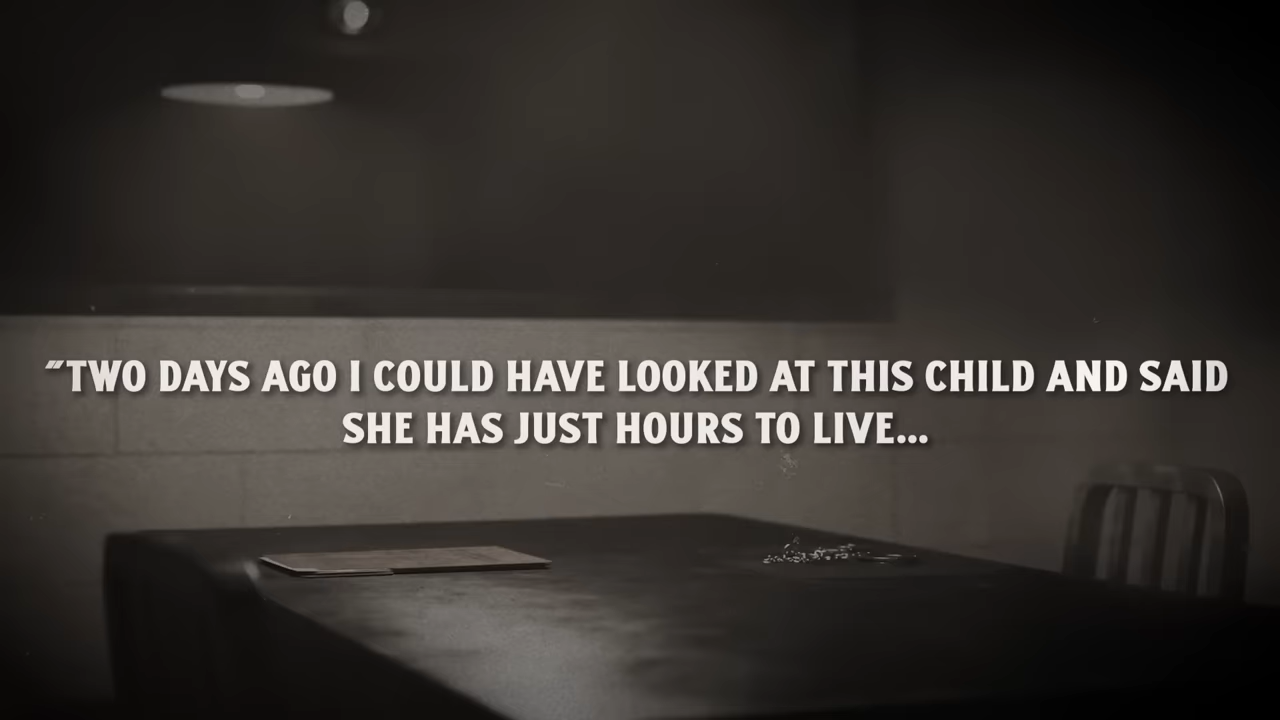 "TWO DAYS AGO I COULD HAVE LOOKED AT THIS CHILD AND SAID
SHE HAS JUST HOURS TO LIVE...